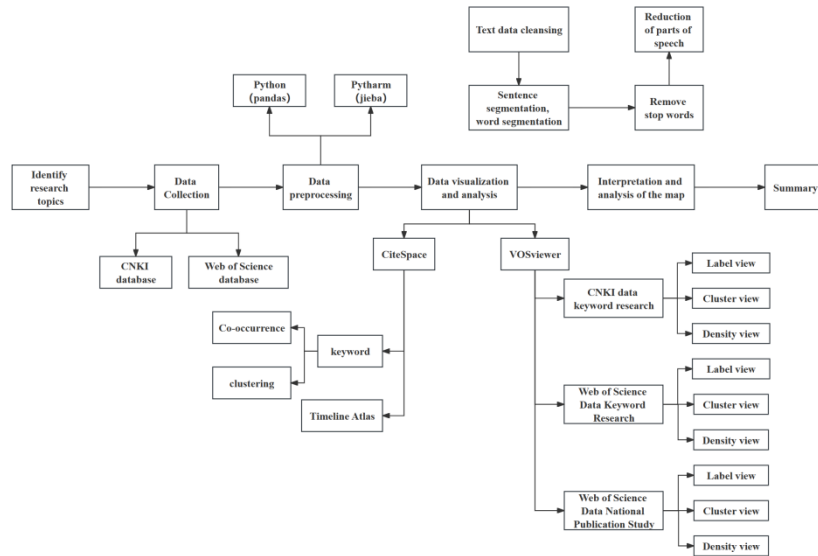 Text data cleansing
Reduction
of parts of
speech
Python
(pandas)
Pytharm
(jieba)
Sentence
segmentation,
word segmentation
Remove
stop words
Identify
research
topics
Data
Collection
Data
preprocessing
Data visualization
and analysis
Interpretation and
analysis of the map
Summary
CNKI
database
Web of Science
database
CiteSpace
VOSviewer
CNKI data
keyword research
Label view
Cluster view
Density view
Co-occurrence
keyword
clustering
Timeline Atlas
Web of Science
Data Keyword
Research
Label view
Cluster view
Density view
Web of Science
Data National
Publication Study
Label view
Cluster view
Density view